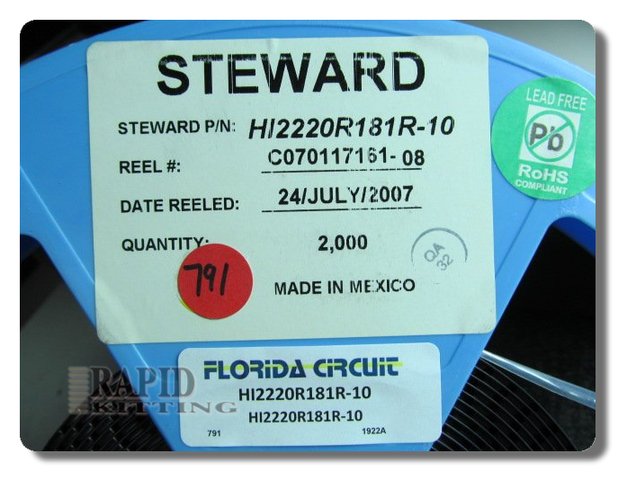 STEWARD
STEWARD P/N: HI2220R181R-10
REEL #: C070117161-08
DATE REELED: 24/JULY/2007
QUANTITY: 2,000
791
QA
32
MADE IN MEXICO
LEAD FREE
Pb
RoHS
COMPLIANT
FLORIDA CIRCUIT
HI2220R181R-10
HI2220R181R-10
791 1922A
RAPID
KITTING